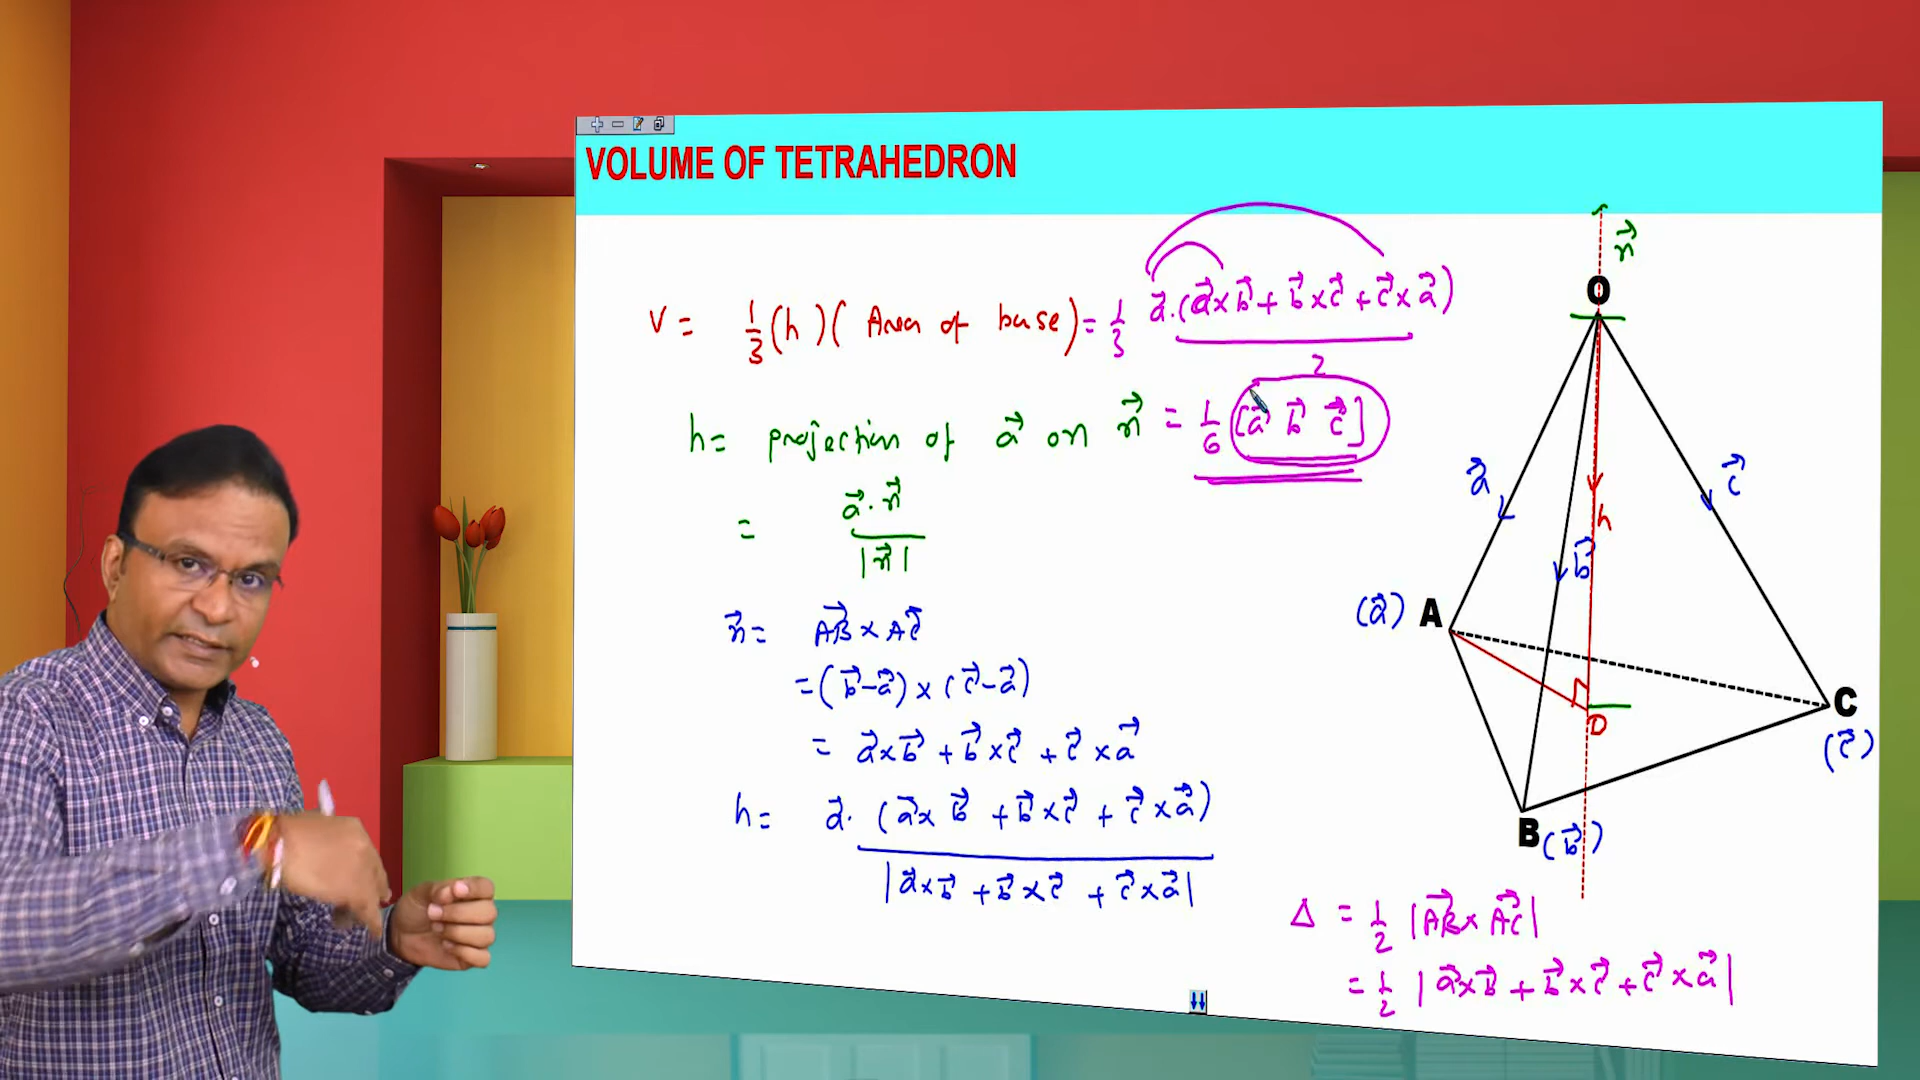 VOLUME OF TETRAHEDRON
V = 1/3 (h) (Area of base) = 1/3 a⃗.(a⃗×b⃗ + b⃗×c⃗ + c⃗×a⃗)/2
h = projection of a⃗ on n⃗ = 1/6 [a⃗ b⃗ c⃗]
= a⃗.n⃗ / |n⃗|
n⃗ = AB⃗ × AC⃗
= (b⃗-a⃗) × (c⃗-a⃗)
= a⃗×b⃗ + b⃗×c⃗ + c⃗×a⃗
h = a⃗.(a⃗×b⃗ + b⃗×c⃗ + c⃗×a⃗) / |a⃗×b⃗ + b⃗×c⃗ + c⃗×a⃗|
n⃗
O
a⃗
c⃗
h
b⃗
(a⃗) A
C
D
(c⃗)
B (b⃗)
Δ = 1/2 |AB⃗ × AC⃗|
= 1/2 |a⃗×b⃗ + b⃗×c⃗ + c⃗×a⃗|